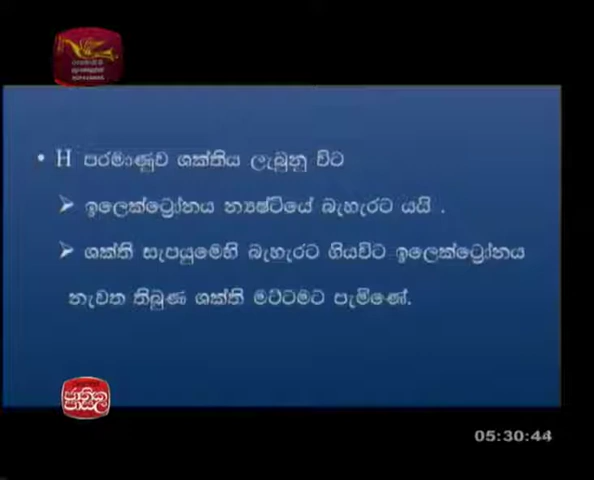 • H පරමාණුව ශක්තිය ලැබුනු විට
➢ ඉලෙක්ට්‍රෝනය න්‍යෂ්ටියේ බැහැරට යයි .
➢ ශක්ති සැපයුමෙහි බැහැරට ගියවිට ඉලෙක්ට්‍රෝනය
නැවත තිබුණ ශක්ති මට්ටමට පැමිණේ.
ජාතික
පාසල
05:30:44